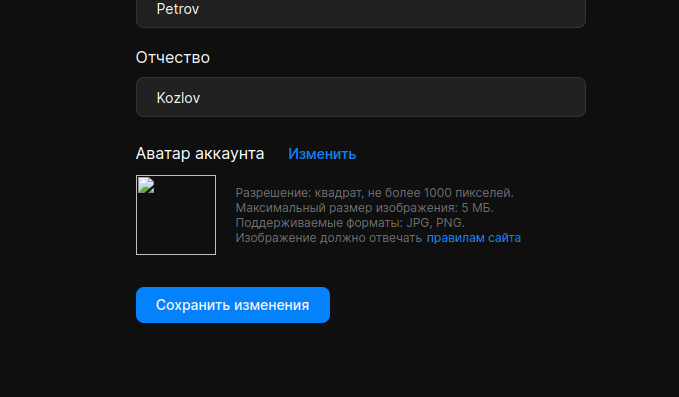 Petrov
Отчество
Kozlov
Аватар аккаунта Изменить
Разрешение: квадрат, не более 1000 пикселей.
Максимальный размер изображения: 5 МБ.
Поддерживаемые форматы: JPG, PNG.
Изображение должно отвечать правилам сайта
Сохранить изменения